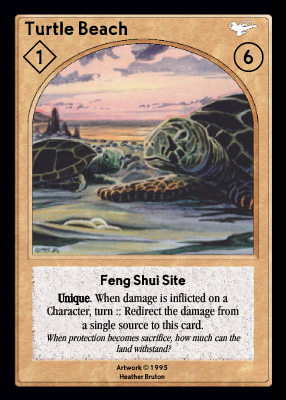 Turtle Beach
1
6
Feng Shui Site
Unique. When damage is inflicted on a
Character, turn :: Redirect the damage from
a single source to this card.
When protection becomes sacrifice, how much can the
land withstand?
Artwork © 1995
Heather Bruton